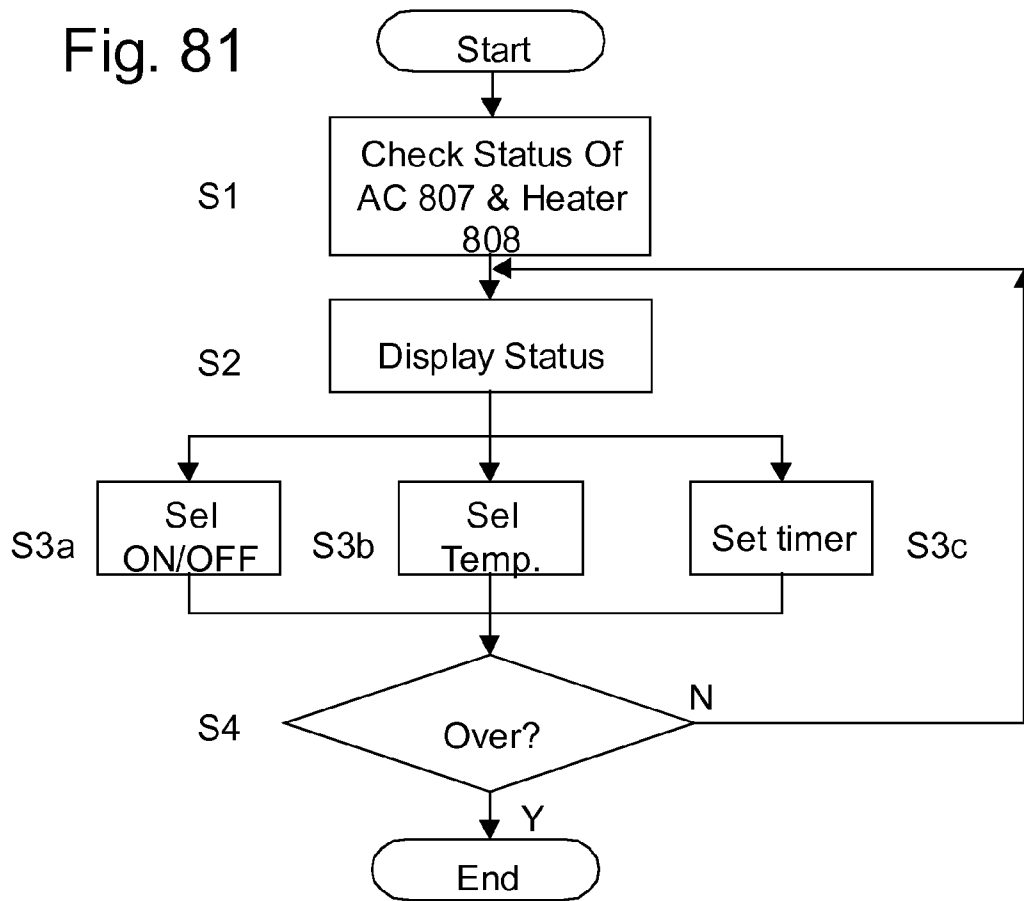 Fig. 81
Start
S1
Check Status Of
AC 807 & Heater
808
S2
Display Status
S3a
Sel
ON/OFF
S3b
Sel
Temp.
Set timer
S3c
S4
Over?
N
Y
End